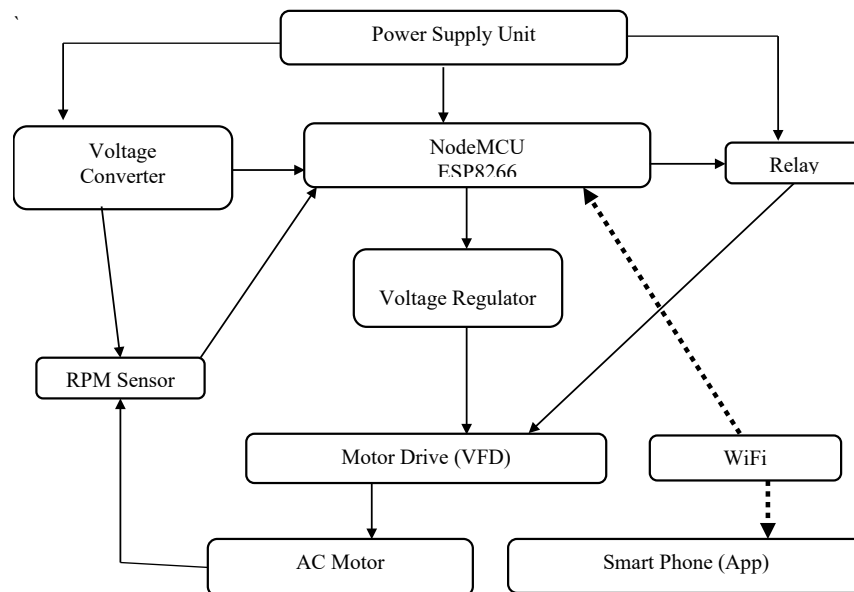 `
Power Supply Unit
Voltage
Converter
NodeMCU
ESP8266
Relay
Voltage Regulator
RPM Sensor
Motor Drive (VFD)
WiFi
AC Motor
Smart Phone (App)